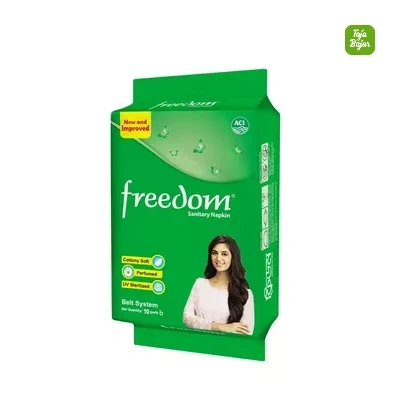 Taja
Bajar
New and
Improved
ACI
freedom®
Sanitary Napkin
Cottony Soft
Perfumed
UV Sterilized
Belt System
Net Quantity: 10 pads